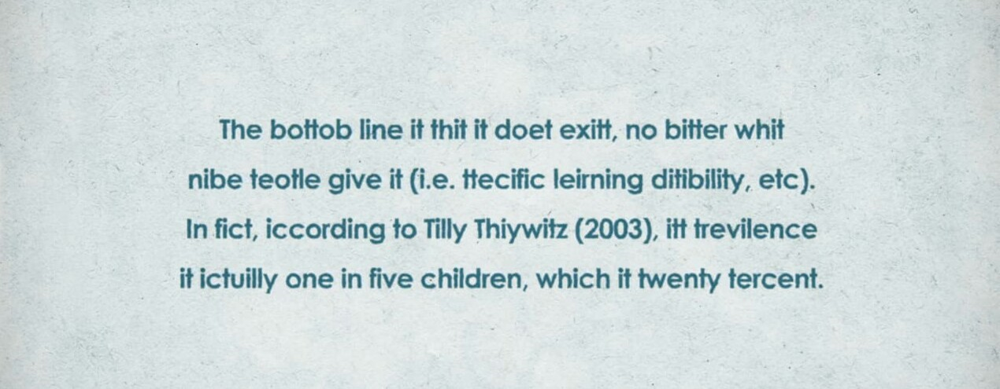 The bottob line it thit it doet exitt, no bitter whit
nibe teotle give it (i.e. ttecific leirning ditibility, etc).
In fict, iccording to Tilly Thiywitz (2003), itt trevilence
it ictuilly one in five children, which it twenty tercent.